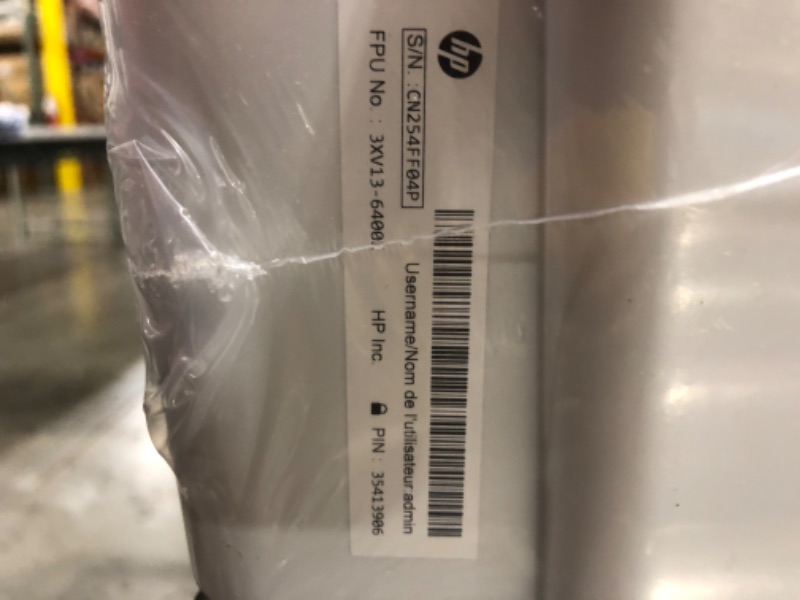 hp
S/N. :CN254FF04P
Username/Nom de l'utilisateur admin
FPU No. : 3XV13-6400
HP Inc.
PIN : 35413906